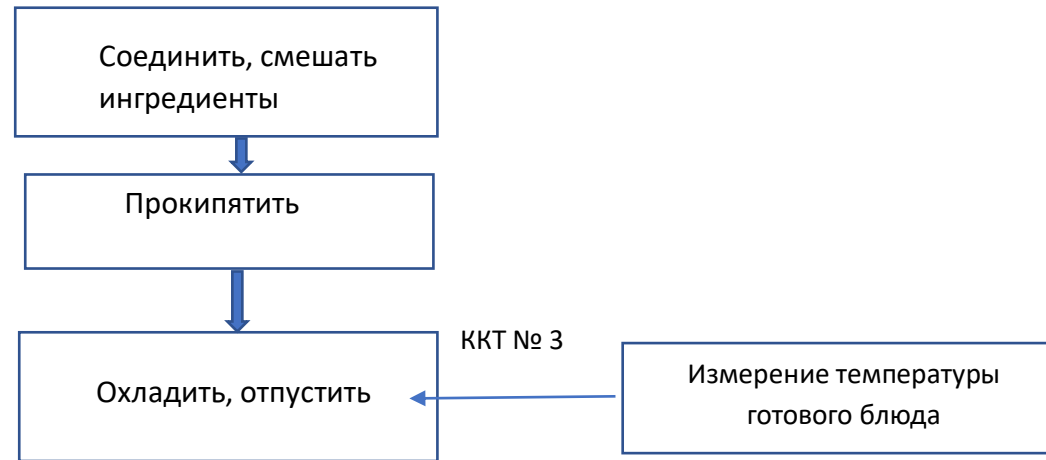 Соединить, смешать
ингредиенты
Прокипятить
ККТ № 3
Охладить, отпустить
Измерение температуры
готового блюда